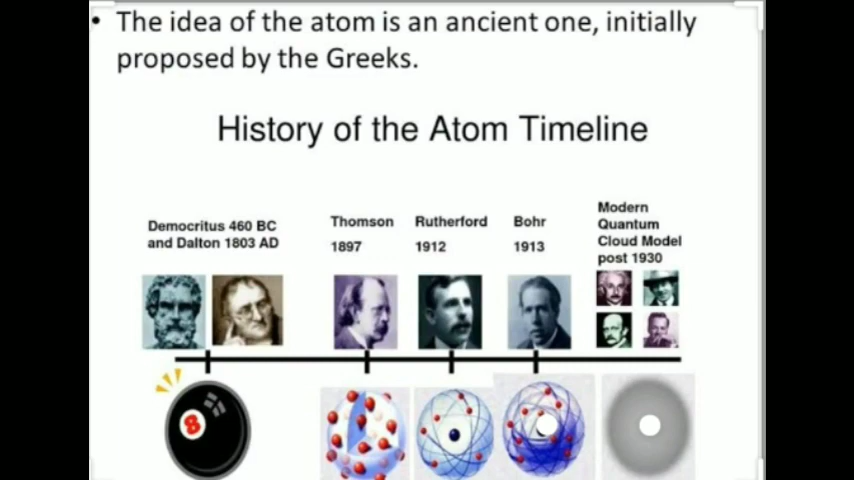 • The idea of the atom is an ancient one, initially
proposed by the Greeks.
History of the Atom Timeline
Democritus 460 BC
and Dalton 1803 AD
Thomson
1897
Rutherford
1912
Bohr
1913
Modern
Quantum
Cloud Model
post 1930
8